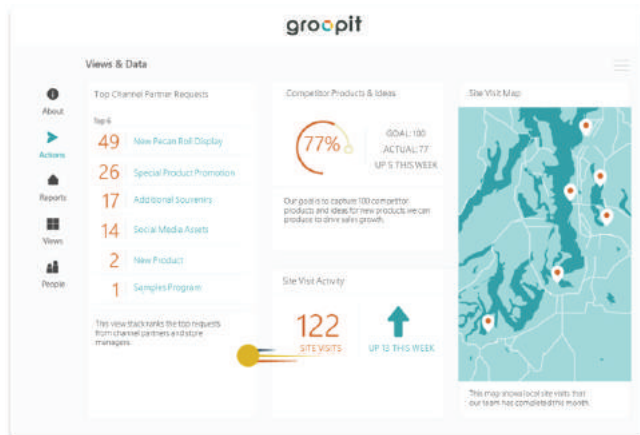 groopit
Views & Data
About
Actions
Reports
Views
People
Top Channel Partner Requests
Top 6
49 New Pecan Roll Display
26 Special Product Promotion
17 Additional Souvenirs
14 Social Media Assets
2 New Product
1 Samples Program
This view stack ranks the top requests
from channel partners and store
managers.
Competitor Products & Ideas
77%
GOAL: 100
ACTUAL: 77
UP 5 THIS WEEK
Our goal is to capture 100 competitor
products and ideas for new products we can
produce to drive sales growth.
Site Visit Activity
122
SITE VISITS
UP 13 THIS WEEK
Site Visit Map
This map shows local site visits that
our team has completed this month.